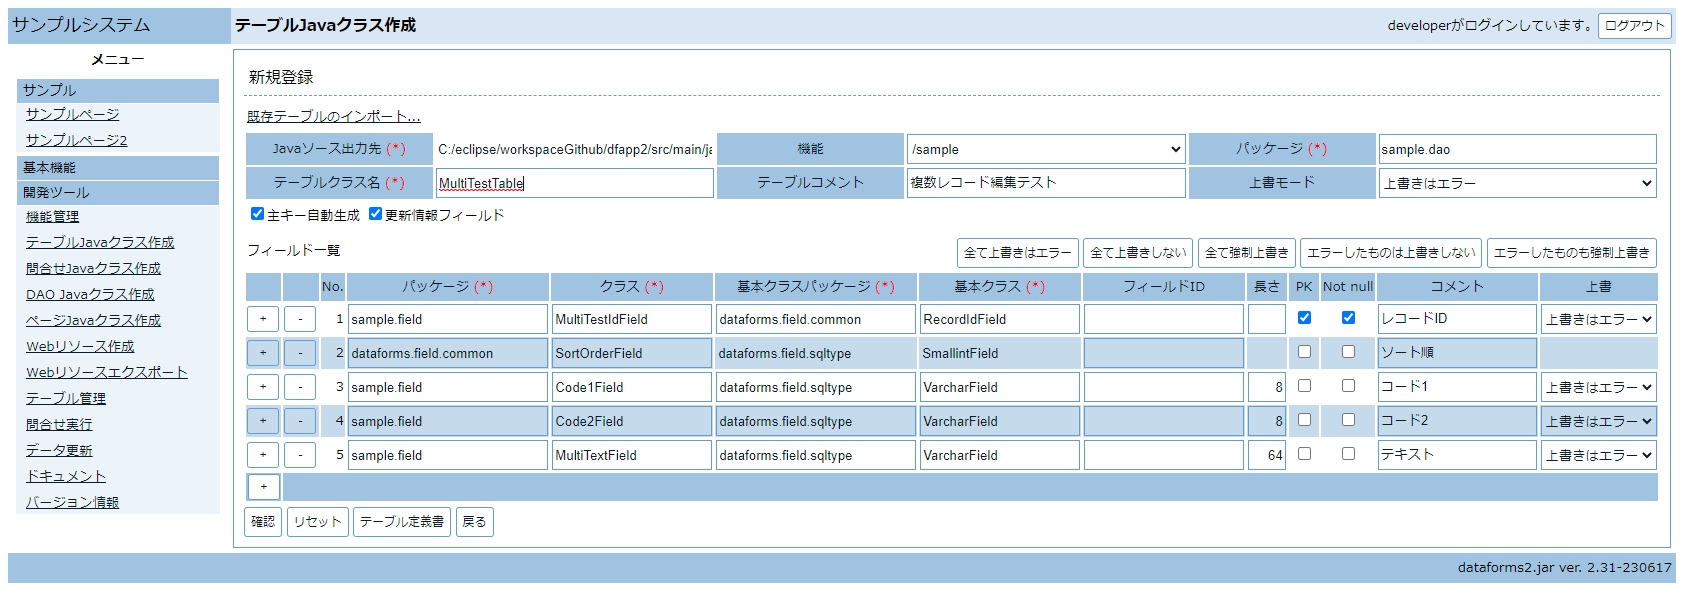 サンプルシステム
テーブルJavaクラス作成
developerがログインしています。 ログアウト
メニュー
サンプル
サンプルページ
サンプルページ2
基本機能
開発ツール
機能管理
テーブルJavaクラス作成
問合せJavaクラス作成
DAO Javaクラス作成
ページJavaクラス作成
Webリソース作成
Webリソースエクスポート
テーブル管理
問合せ実行
データ更新
ドキュメント
バージョン情報
新規登録
既存テーブルのインポート...
Javaソース出力先 (*) C:/eclipse/workspaceGithub/dfapp2/src/main/ja 機能 /sample パッケージ (*) sample.dao
テーブルクラス名 (*) MultiTestTable テーブルコメント 複数レコード編集テスト 上書モード 上書きはエラー
主キー自動生成 更新情報フィールド
フィールド一覧 全て上書きはエラー 全て上書きしない 全て強制上書き エラーしたものは上書きしない エラーしたものも強制上書き
No. パッケージ (*) クラス (*) 基本クラスパッケージ (*) 基本クラス (*) フィールドID 長さ PK Not null コメント 上書
+ - 1 sample.field MultiTestIdField dataforms.field.common RecordIdField レコードID 上書きはエラー
+ - 2 dataforms.field.common SortOrderField dataforms.field.sqltype SmallintField ソート順
+ - 3 sample.field Code1Field dataforms.field.sqltype VarcharField 8 コード1 上書きはエラー
+ - 4 sample.field Code2Field dataforms.field.sqltype VarcharField 8 コード2 上書きはエラー
+ - 5 sample.field MultiTextField dataforms.field.sqltype VarcharField 64 テキスト 上書きはエラー
+
確認 リセット テーブル定義書 戻る
dataforms2.jar ver. 2.31-230617